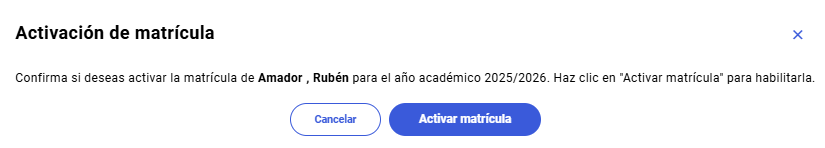 Activación de matrícula
Confirma si deseas activar la matrícula de Amador , Rubén para el año académico 2025/2026. Haz clic en "Activar matrícula" para habilitarla.
Cancelar
Activar matrícula